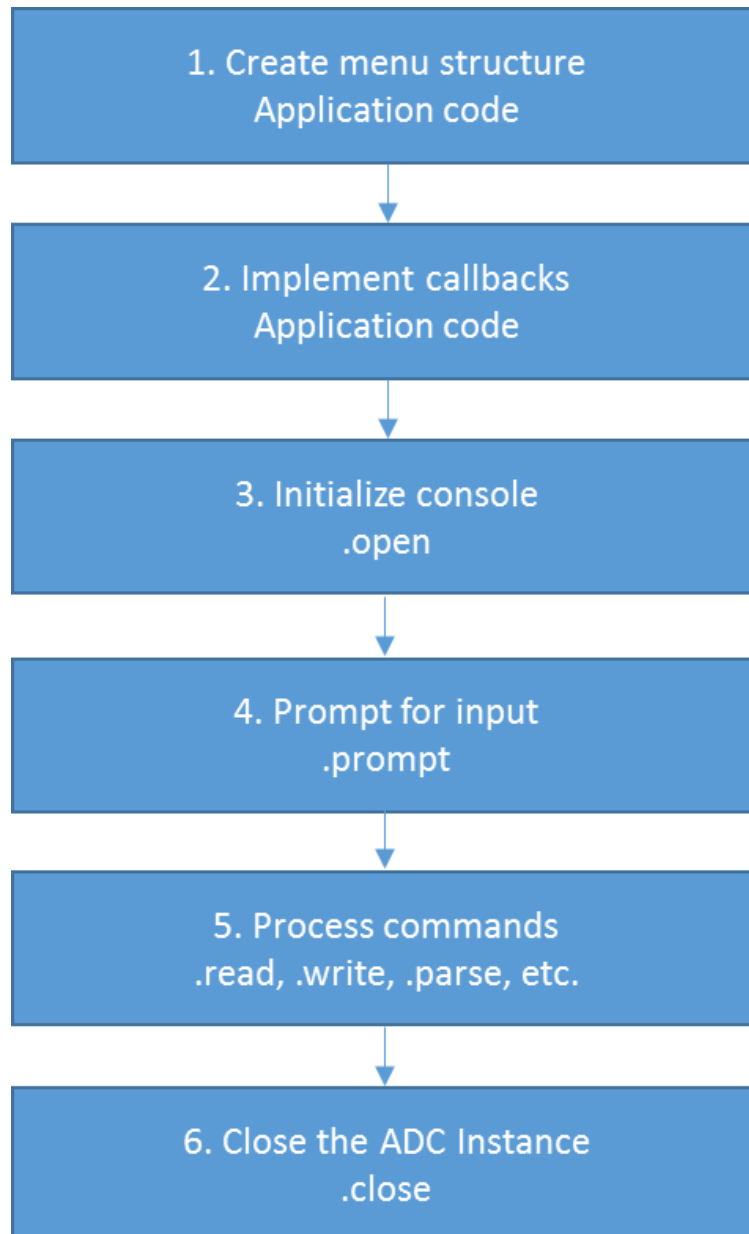 1. Create menu structure
Application code
2. Implement callbacks
Application code
3. Initialize console
.open
4. Prompt for input
.prompt
5. Process commands
.read, .write, .parse, etc.
6. Close the ADC Instance
.close